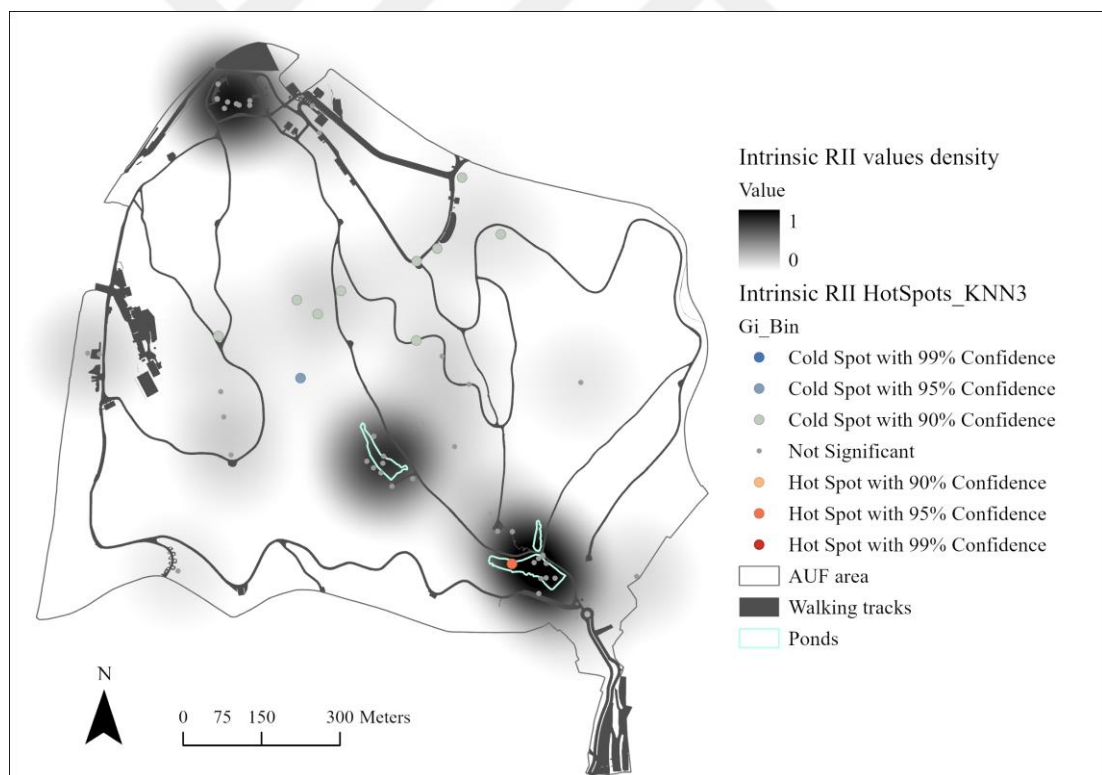 Intrinsic RII values density
Value
1
0
Intrinsic RII HotSpots_KNN3
Gi_Bin
Cold Spot with 99% Confidence
Cold Spot with 95% Confidence
Cold Spot with 90% Confidence
Not Significant
Hot Spot with 90% Confidence
Hot Spot with 95% Confidence
Hot Spot with 99% Confidence
AUF area
Walking tracks
Ponds
N
0 75 150 300 Meters